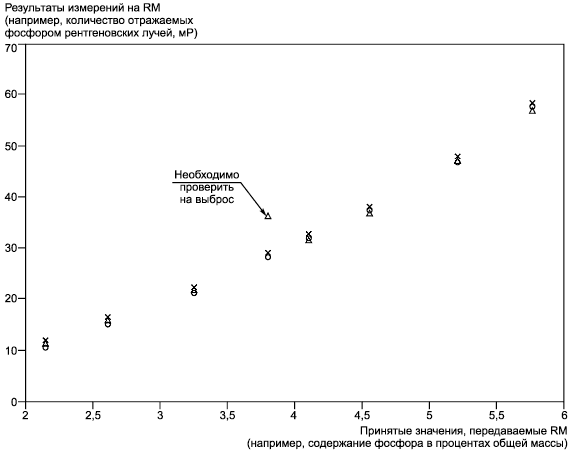 Результаты измерений на RM
(например, количество отражаемых
фосфором рентгеновских лучей, мР)
70
60
50
40
30
20
10
0
Необходимо
проверить
на выброс
2
2,5
3
3,5
4
4,5
5
5,5
6
Принятые значения, передаваемые RM
(например, содержание фосфора в процентах общей массы)